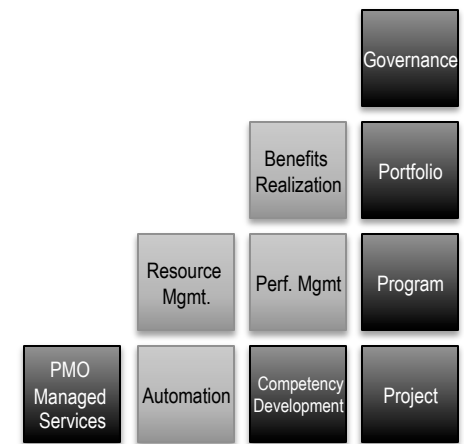 Governance
Benefits
Realization
Portfolio
Resource
Mgmt.
Perf. Mgmt
Program
PMO
Managed
Services
Automation
Competency
Development
Project